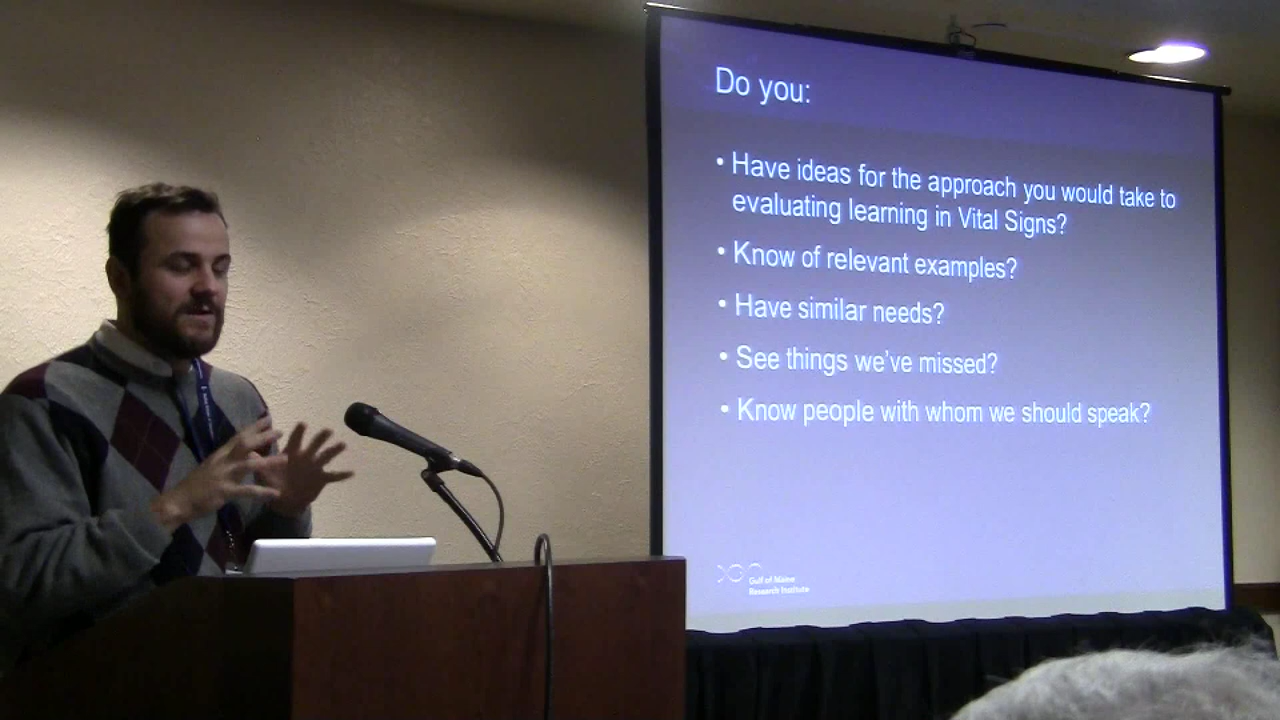 Do you:
• Have ideas for the approach you would take to
evaluating learning in Vital Signs?
• Know of relevant examples?
• Have similar needs?
• See things we've missed?
• Know people with whom we should speak?
Gulf of Maine
Research Institute